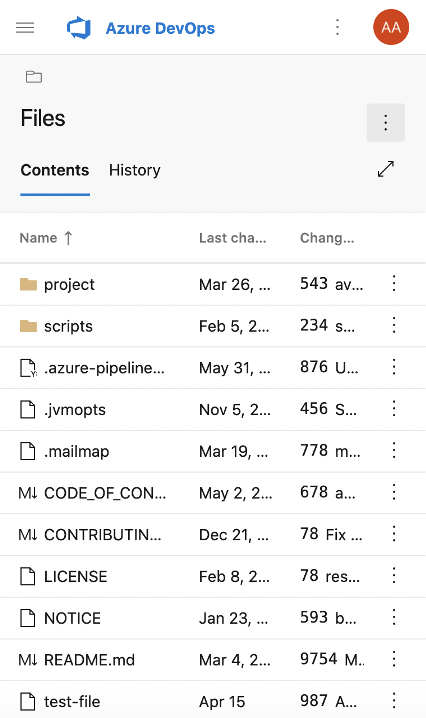 Azure DevOps
AA
Files
Contents History
Name ↑ Last cha... Chang...
project Mar 26, ... 543 av...
scripts Feb 5, 2... 234 s...
.azure-pipeline... May 31, ... 876 U...
.jvmopts Nov 5, 2... 456 S...
.mailmap Mar 19, ... 778 m...
M↓ CODE_OF_CON... May 2, 2... 678 a...
M↓ CONTRIBUTIN... Dec 21, ... 78 Fix ...
LICENSE Feb 8, 2... 78 res...
NOTICE Jan 23, ... 593 b...
M↓ README.md Mar 4, 2... 9754 M..
test-file Apr 15 987 A...